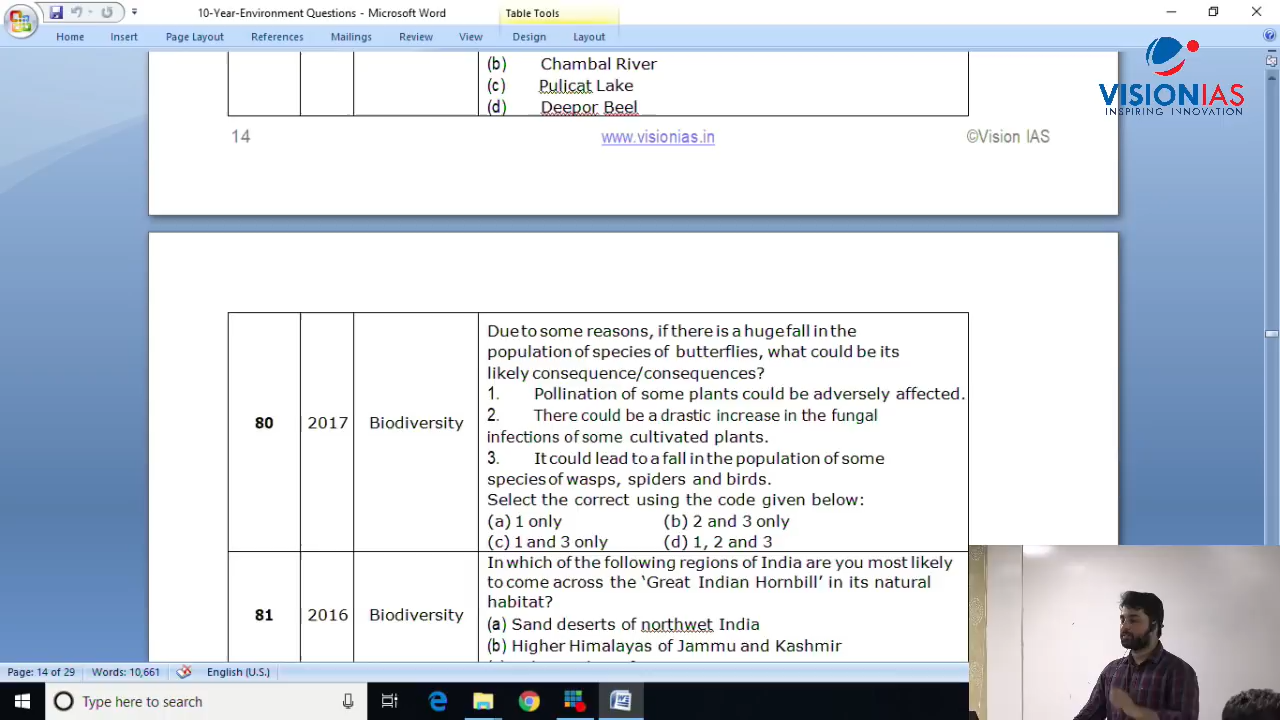 10-Year-Environment Questions - Microsoft Word
Table Tools
Home Insert Page Layout References Mailings Review View Design Layout
VISIONIAS
INSPIRING INNOVATION
(b) Chambal River
(c) Pulicat Lake
(d) Deepor Beel
14 www.visionias.in ©Vision IAS
80 2017 Biodiversity
Due to some reasons, if there is a huge fall in the
population of species of butterflies, what could be its
likely consequence/consequences?
1. Pollination of some plants could be adversely affected.
2. There could be a drastic increase in the fungal
infections of some cultivated plants.
3. It could lead to a fall in the population of some
species of wasps, spiders and birds.
Select the correct using the code given below:
(a) 1 only (b) 2 and 3 only
(c) 1 and 3 only (d) 1, 2 and 3
81 2016 Biodiversity
In which of the following regions of India are you most likely
to come across the ‘Great Indian Hornbill’ in its natural
habitat?
(a) Sand deserts of northwet India
(b) Higher Himalayas of Jammu and Kashmir
Page: 14 of 29 Words: 10,661 English (U.S.)
Type here to search